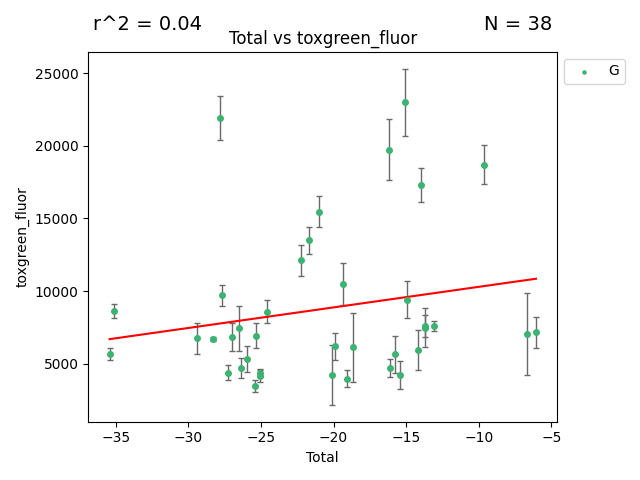 r^2 = 0.04
N = 38
Total vs toxgreen_fluor
G
25000
20000
15000
10000
5000
toxgreen_fluor
−35
−30
−25
−20
−15
−10
−5
Total